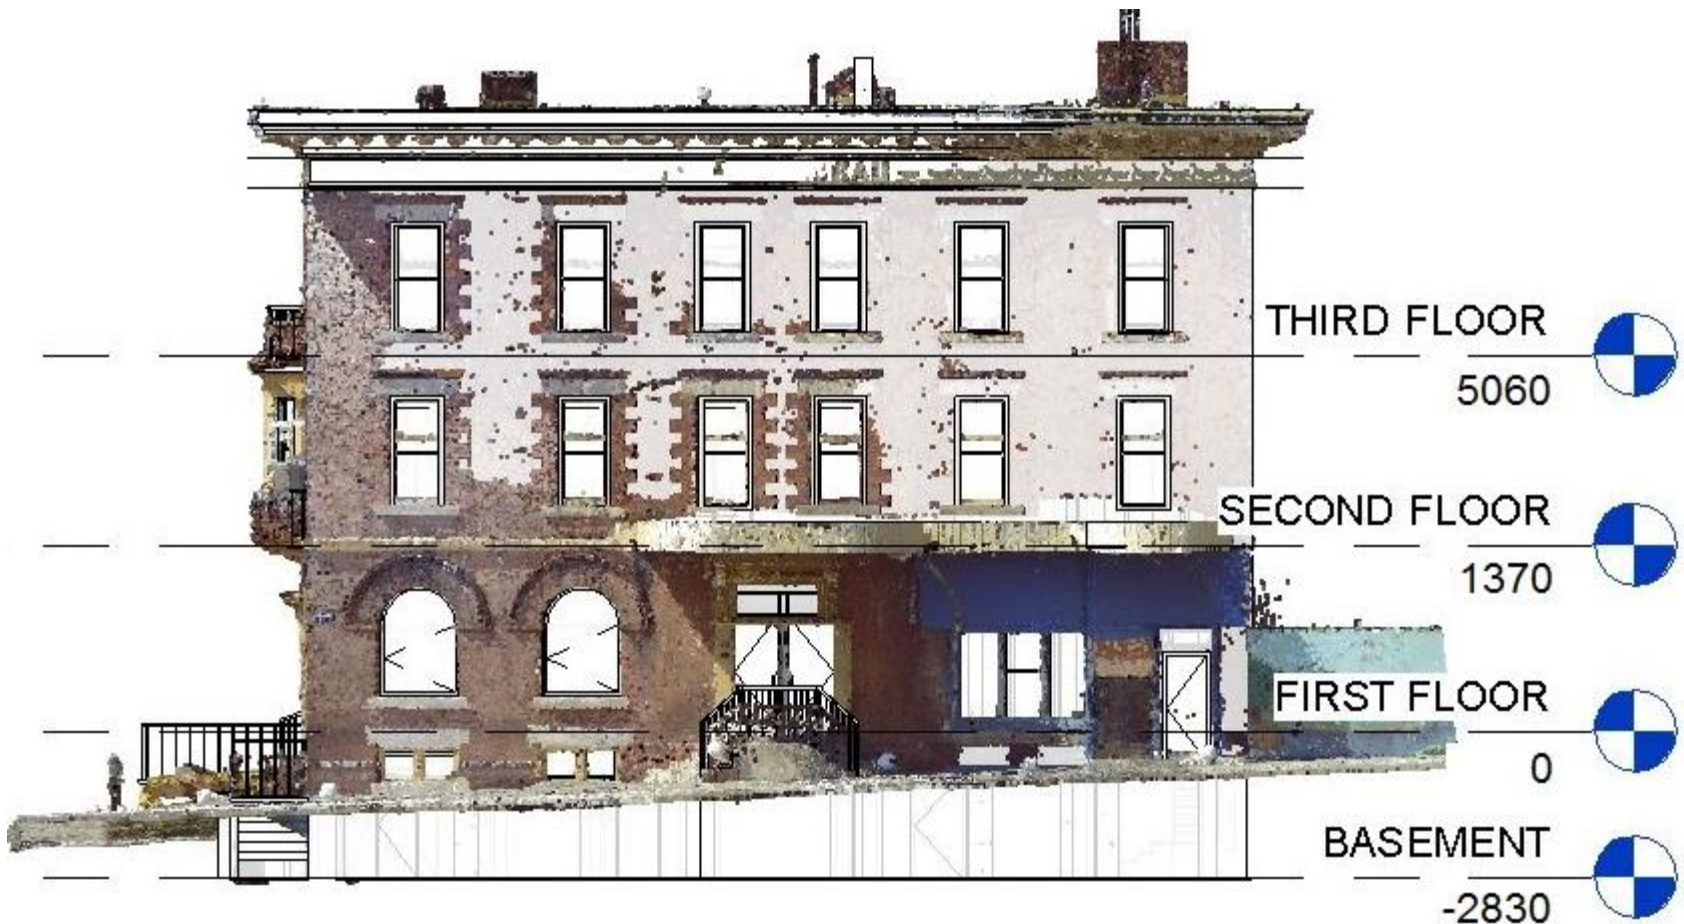 THIRD FLOOR
5060
SECOND FLOOR
1370
FIRST FLOOR
0
BASEMENT
-2830